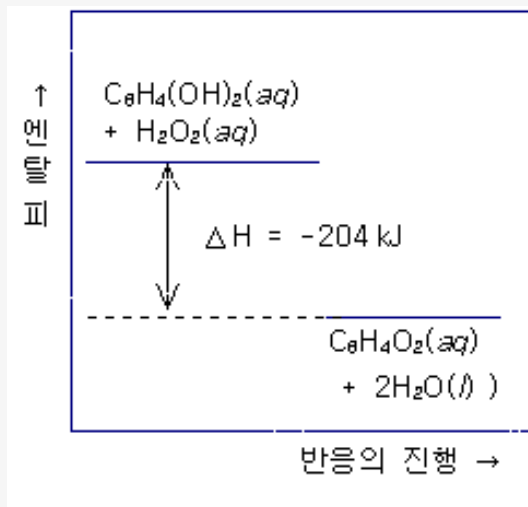 ↑
엔
탈
피
C₆H₄(OH)₂(aq)
+ H₂O₂(aq)
△H = -204 kJ
C₆H₄O₂(aq)
+ 2H₂O(l) )
반응의 진행 →